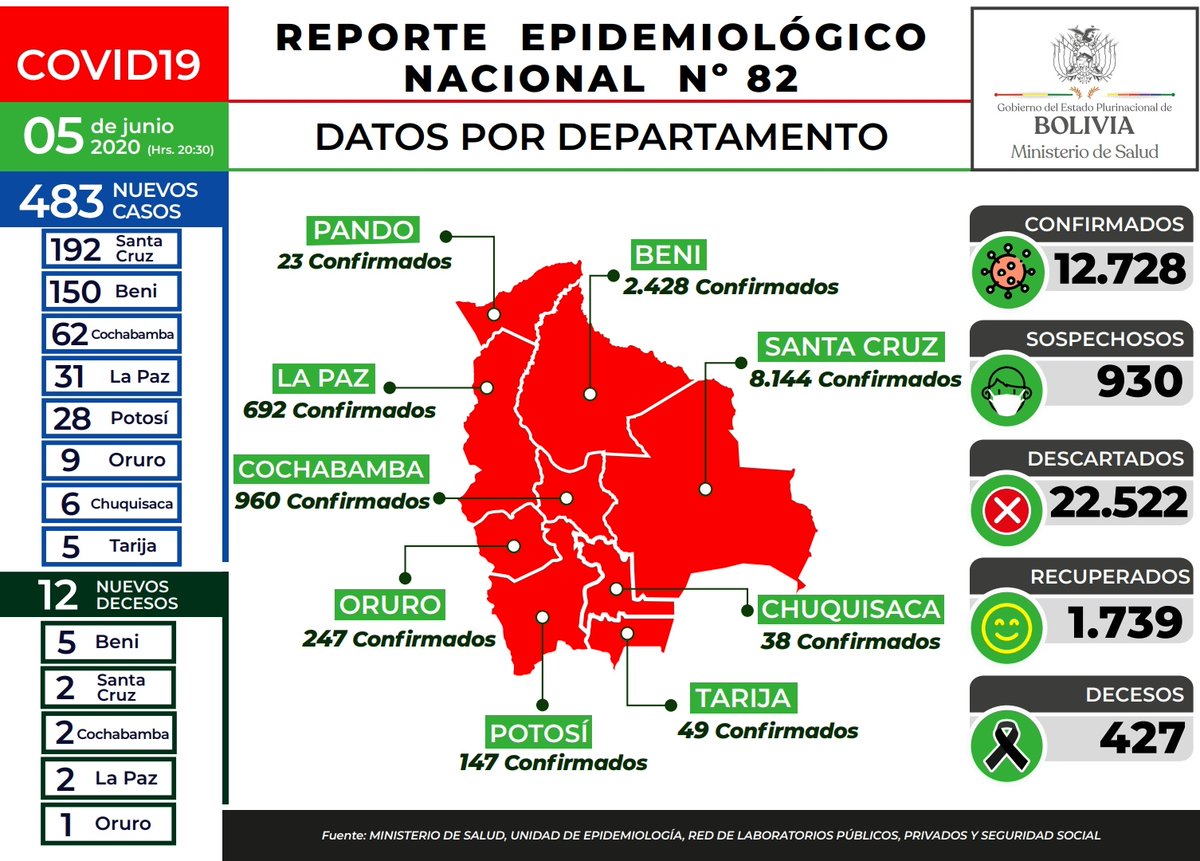 COVID19
REPORTE EPIDEMIOLÓGICO
NACIONAL Nº 82
DATOS POR DEPARTAMENTO
Gobierno del Estado Plurinacional de
BOLIVIA
Ministerio de Salud
05 de junio
2020 (Hrs. 20:30)
483 NUEVOS
CASOS
192 Santa
Cruz
150 Beni
62 Cochabamba
31 La Paz
28 Potosí
9 Oruro
6 Chuquisaca
5 Tarija
12 NUEVOS
DECESOS
5 Beni
2 Santa
Cruz
2 Cochabamba
2 La Paz
1 Oruro
PANDO
23 Confirmados
BENI
2.428 Confirmados
SANTA CRUZ
8.144 Confirmados
LA PAZ
692 Confirmados
COCHABAMBA
960 Confirmados
ORURO
247 Confirmados
CHUQUISACA
38 Confirmados
TARIJA
49 Confirmados
POTOSÍ
147 Confirmados
CONFIRMADOS
12.728
SOSPECHOSOS
930
DESCARTADOS
22.522
RECUPERADOS
1.739
DECESOS
427
Fuente: MINISTERIO DE SALUD, UNIDAD DE EPIDEMIOLOGÍA, RED DE LABORATORIOS PÚBLICOS, PRIVADOS Y SEGURIDAD SOCIAL